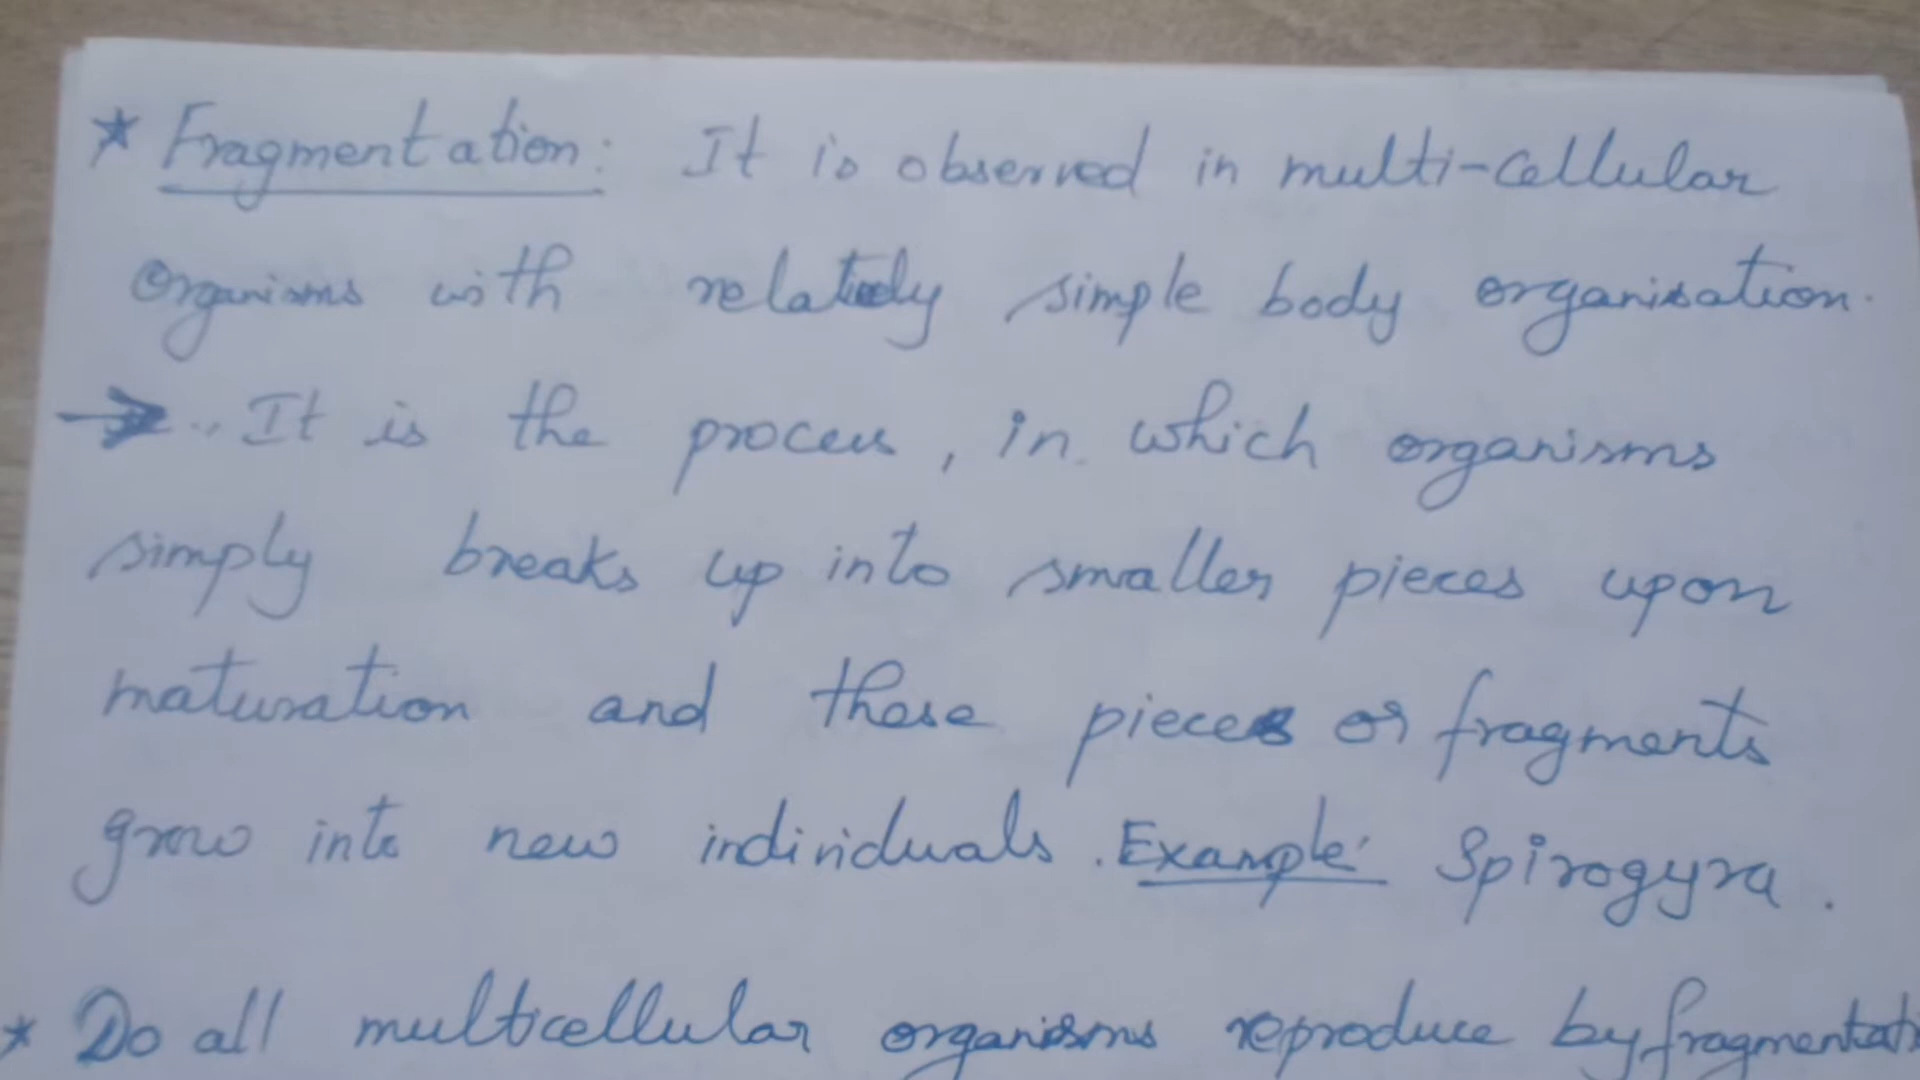 * Fragmentation: It is observed in multi-cellular
organisms with relatively simple body organisation.
→ It is the process, in which organisms
simply breaks up into smaller pieces upon
maturation and these pieces or fragments
grow into new individuals. Example: Spirogyra.
* Do all multicellular organisms reproduce by fragmentati